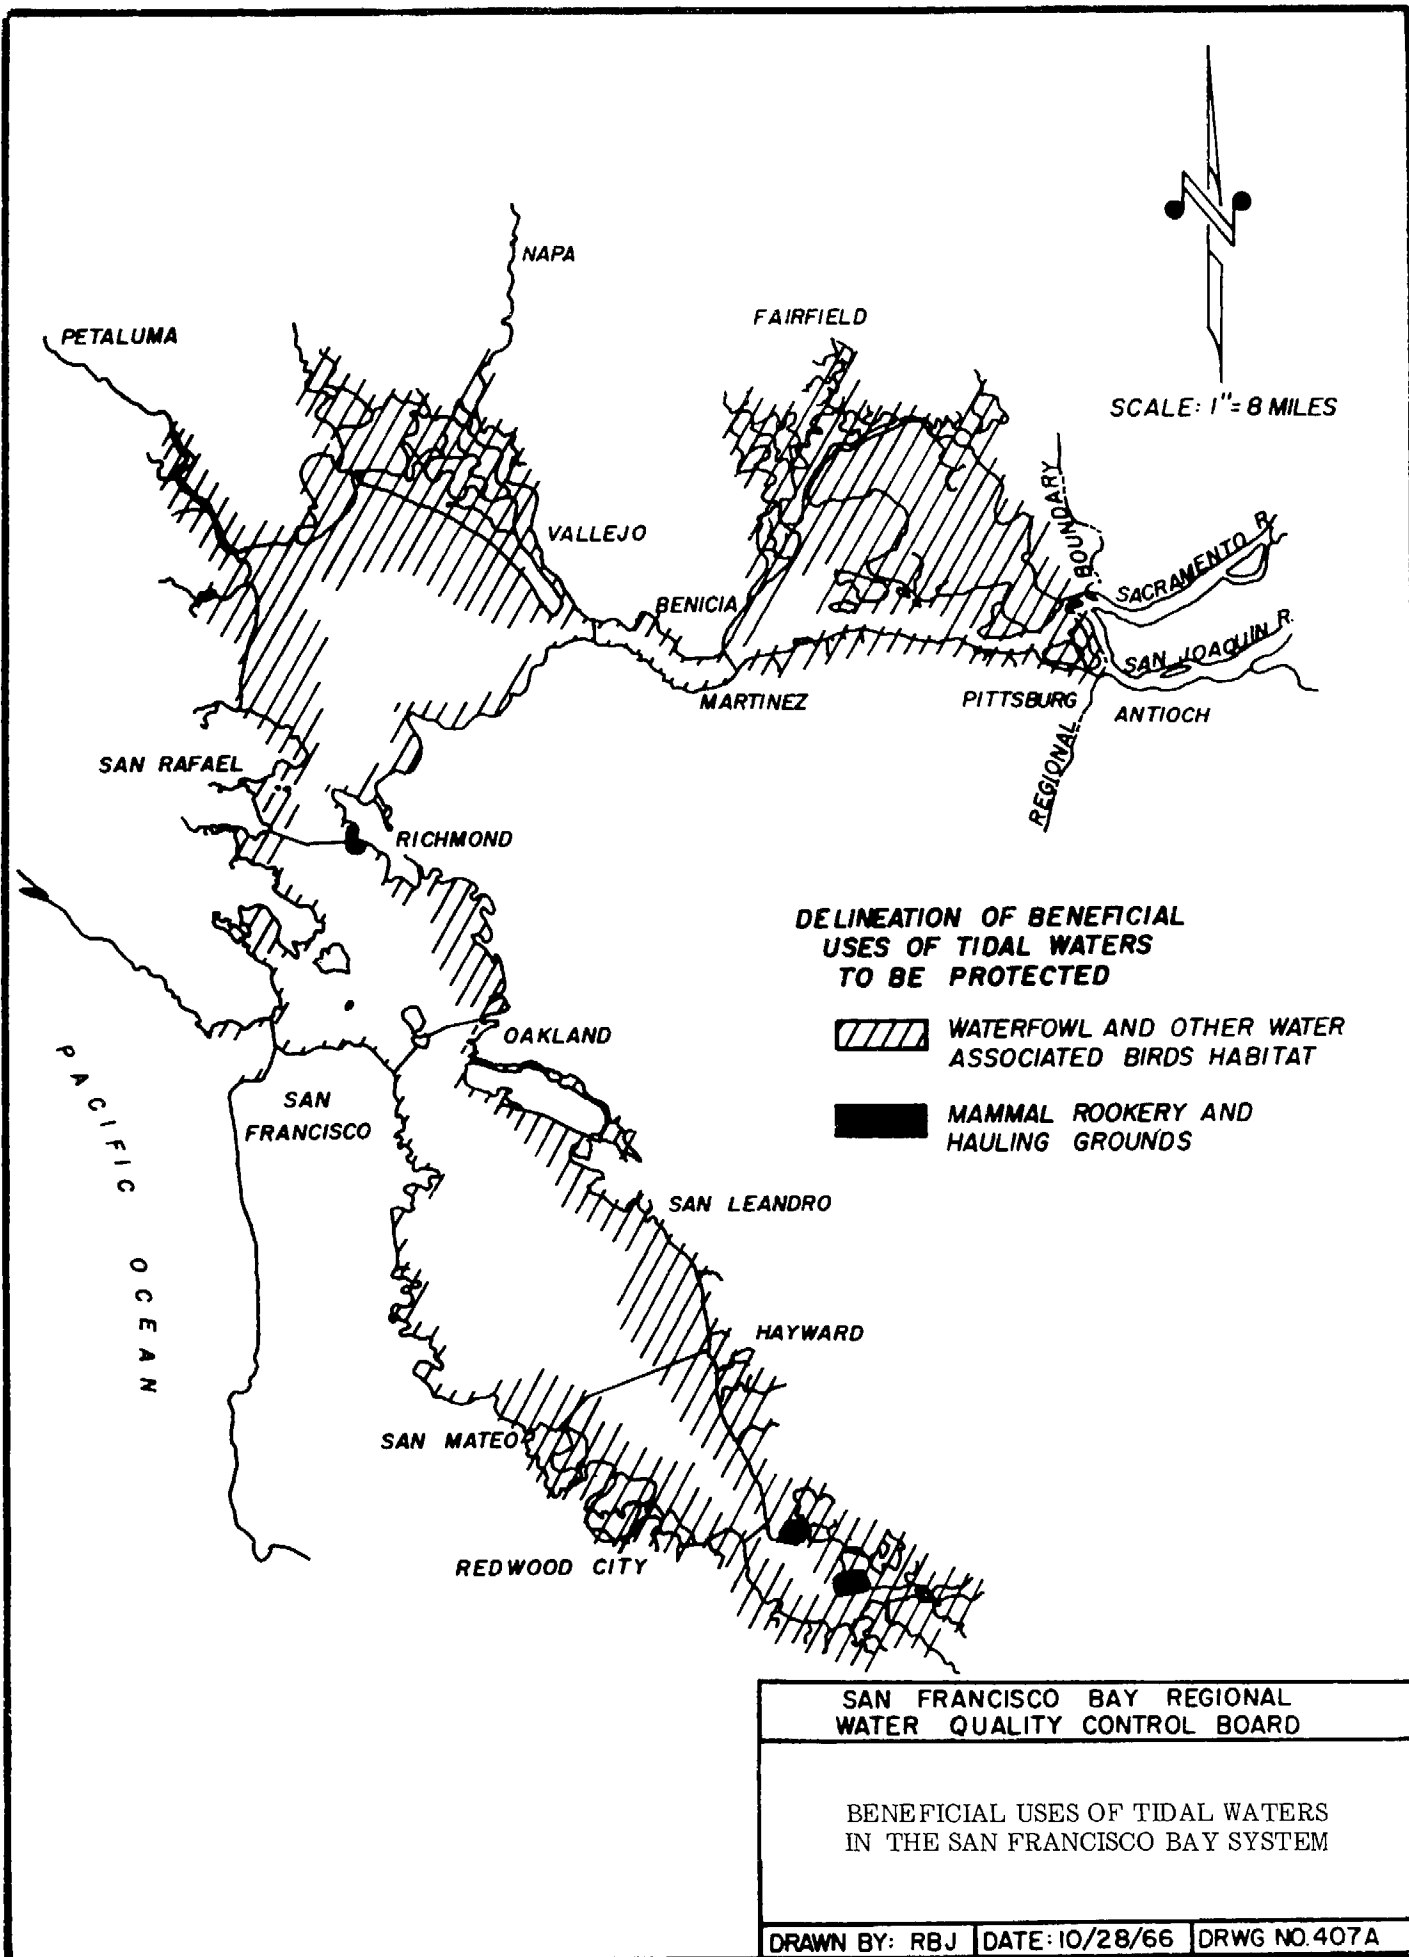 NAPA
PETALUMA
FAIRFIELD
SCALE: 1"= 8 MILES
VALLEJO
BOUNDARY
SACRAMENTO R.
BENICIA
SAN JOAQUIN R.
MARTINEZ
PITTSBURG
ANTIOCH
REGIONAL
SAN RAFAEL
RICHMOND
DELINEATION OF BENEFICIAL
USES OF TIDAL WATERS
TO BE PROTECTED
WATERFOWL AND OTHER WATER
ASSOCIATED BIRDS HABITAT
MAMMAL ROOKERY AND
HAULING GROUNDS
OAKLAND
PACIFIC OCEAN
SAN
FRANCISCO
SAN LEANDRO
HAYWARD
SAN MATEO
REDWOOD CITY
SAN FRANCISCO BAY REGIONAL
WATER QUALITY CONTROL BOARD
BENEFICIAL USES OF TIDAL WATERS
IN THE SAN FRANCISCO BAY SYSTEM
DRAWN BY: RBJ DATE: 10/28/66 DRWG NO. 407A